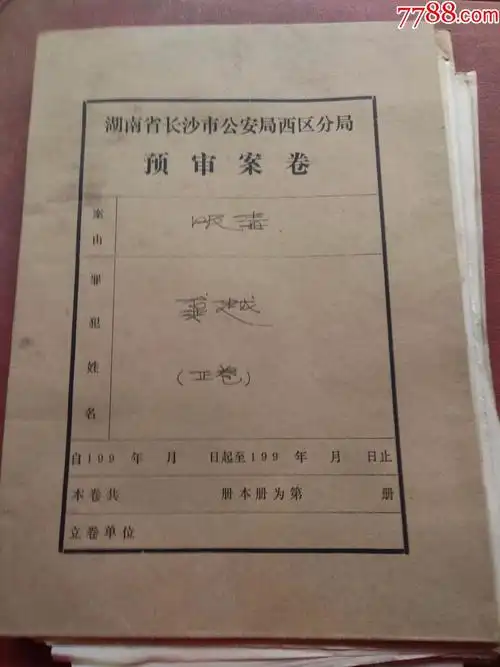 7788.com
湖南省长沙市公安局西区分局
预审案卷
案由
吸毒
罪犯姓名
(正卷)
自199 年 月 日起至199 年 月 日止
本卷共 册本册为第 册
立卷单位